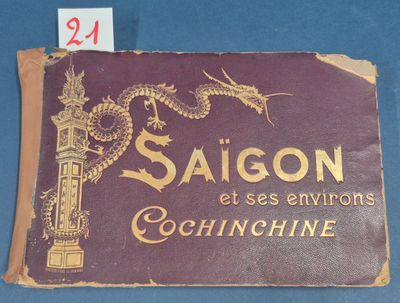 21
SAÏGON
et ses environs
COCHINCHINE